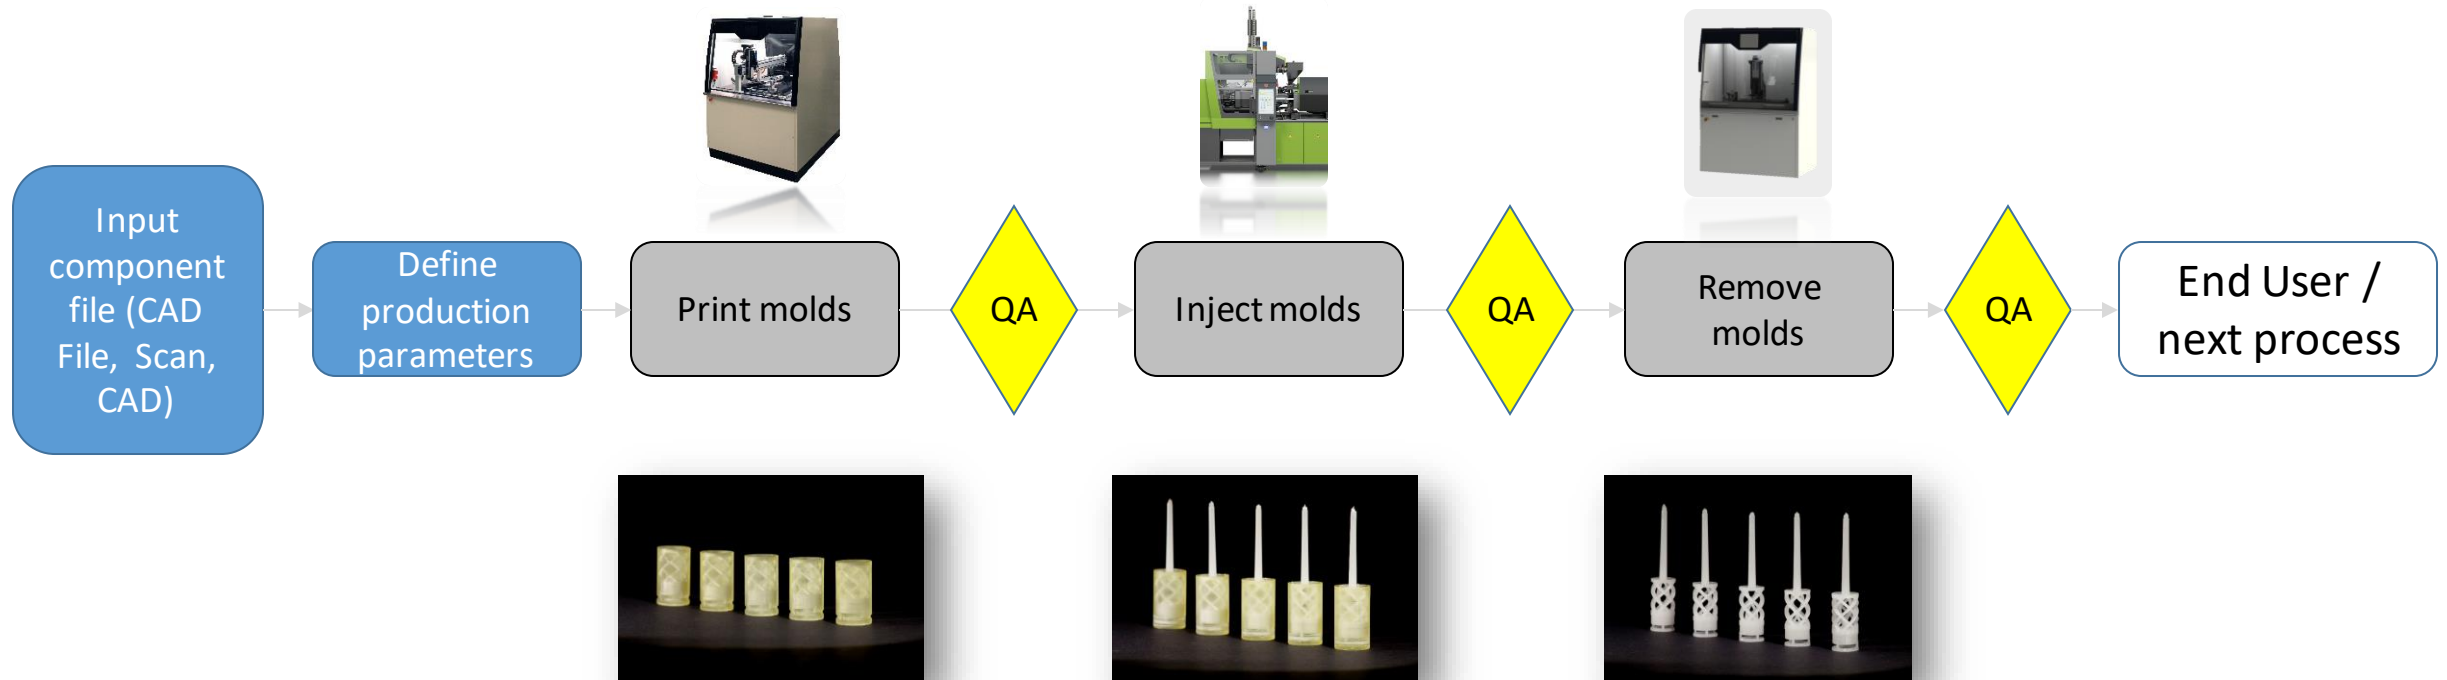 Input
component
file (CAD
File, Scan,
CAD)
Define
production
parameters
Print molds
QA
Inject molds
QA
Remove
molds
QA
End User /
next process